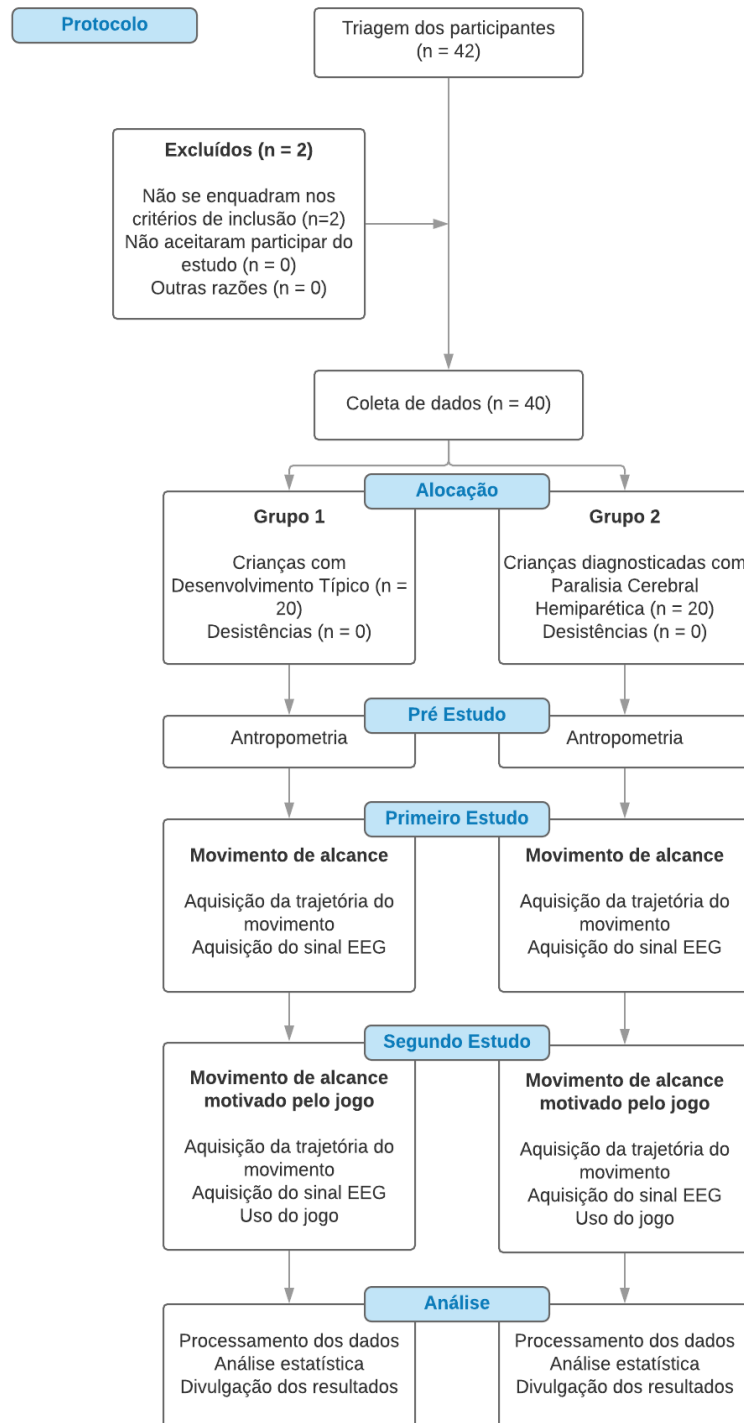 Protocolo
Triagem dos participantes
(n = 42)
Excluídos (n = 2)
Não se enquadram nos
critérios de inclusão (n=2)
Não aceitaram participar do
estudo (n = 0)
Outras razões (n = 0)
Coleta de dados (n = 40)
Alocação
Grupo 1
Crianças com
Desenvolvimento Típico (n =
20)
Desistências (n = 0)
Grupo 2
Crianças diagnosticadas com
Paralisia Cerebral
Hemiparética (n = 20)
Desistências (n = 0)
Pré Estudo
Antropometria
Antropometria
Primeiro Estudo
Movimento de alcance
Aquisição da trajetória do
movimento
Aquisição do sinal EEG
Movimento de alcance
Aquisição da trajetória do
movimento
Aquisição do sinal EEG
Segundo Estudo
Movimento de alcance
motivado pelo jogo
Aquisição da trajetória do
movimento
Aquisição do sinal EEG
Uso do jogo
Movimento de alcance
motivado pelo jogo
Aquisição da trajetória do
movimento
Aquisição do sinal EEG
Uso do jogo
Análise
Processamento dos dados
Análise estatística
Divulgação dos resultados
Processamento dos dados
Análise estatística
Divulgação dos resultados